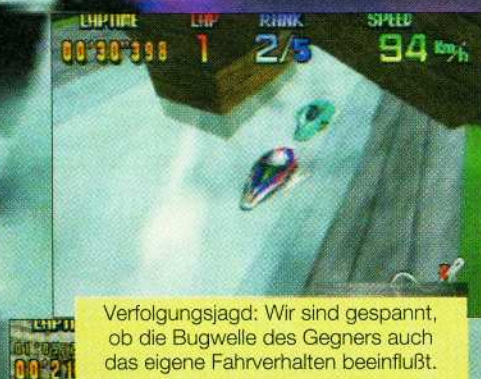 LAPTIME LAP RANK SPEED
00'30"398 1 2/5 94 Km/h
Verfolgungsjagd: Wir sind gespannt,
ob die Bugwelle des Gegners auch
das eigene Fahrverhalten beeinflußt.